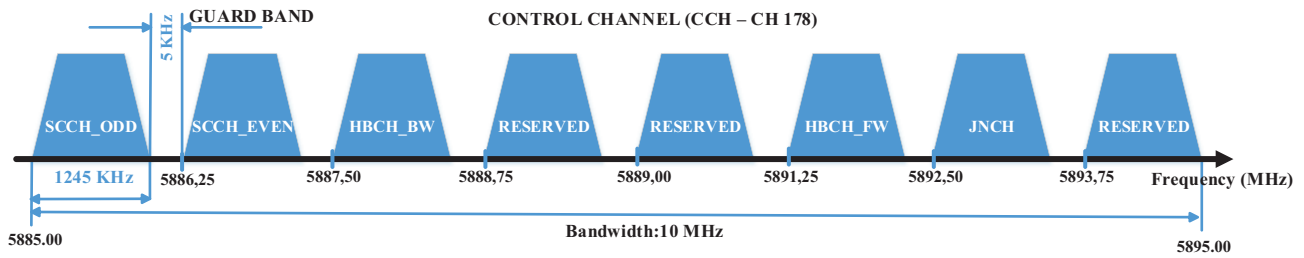 GUARD BAND
CONTROL CHANNEL (CCH – CH 178)
5 KHz
SCCH_ODD
SCCH_EVEN
HBCH_BW
RESERVED
RESERVED
HBCH_FW
JNCH
RESERVED
1245 KHz
5886,25
5887,50
5888,75
5889,00
5891,25
5892,50
5893,75
Frequency (MHz)
Bandwidth:10 MHz
5885.00
5895.00